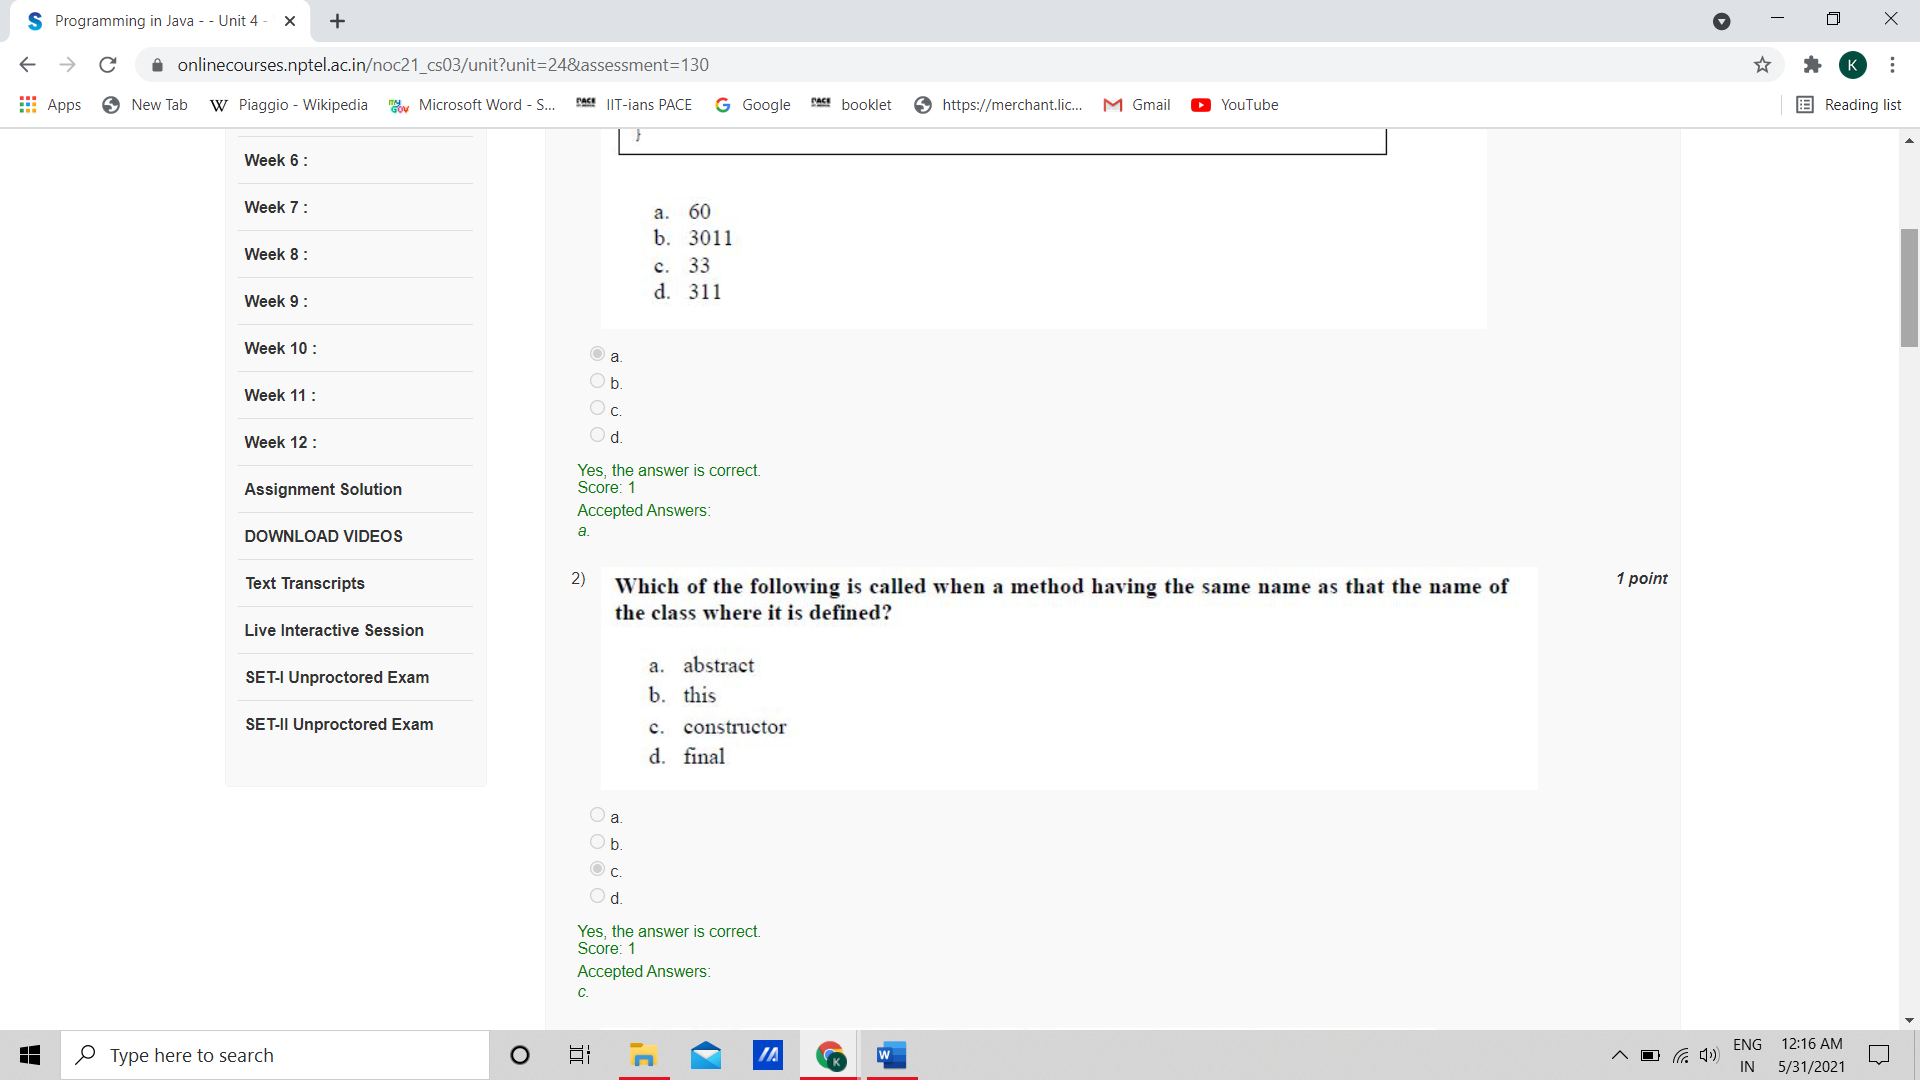 Programming in Java - - Unit 4 -
onlinecourses.nptel.ac.in/noc21_cs03/unit?unit=24&assessment=130
K
Apps
New Tab
W Piaggio - Wikipedia
Microsoft Word - S...
PACE IIT-ians PACE
Google
PACE booklet
https://merchant.lic...
Gmail
YouTube
Reading list
Week 6 :
Week 7 :
Week 8 :
Week 9 :
Week 10 :
Week 11 :
Week 12 :
Assignment Solution
DOWNLOAD VIDEOS
Text Transcripts
Live Interactive Session
SET-I Unproctored Exam
SET-II Unproctored Exam
}
a. 60
b. 3011
c. 33
d. 311
a.
b.
c.
d.
Yes, the answer is correct.
Score: 1
Accepted Answers:
a.
2)
Which of the following is called when a method having the same name as that the name of
the class where it is defined?
1 point
a. abstract
b. this
c. constructor
d. final
a.
b.
c.
d.
Yes, the answer is correct.
Score: 1
Accepted Answers:
c.
Type here to search
K
W
ENG
IN
12:16 AM
5/31/2021